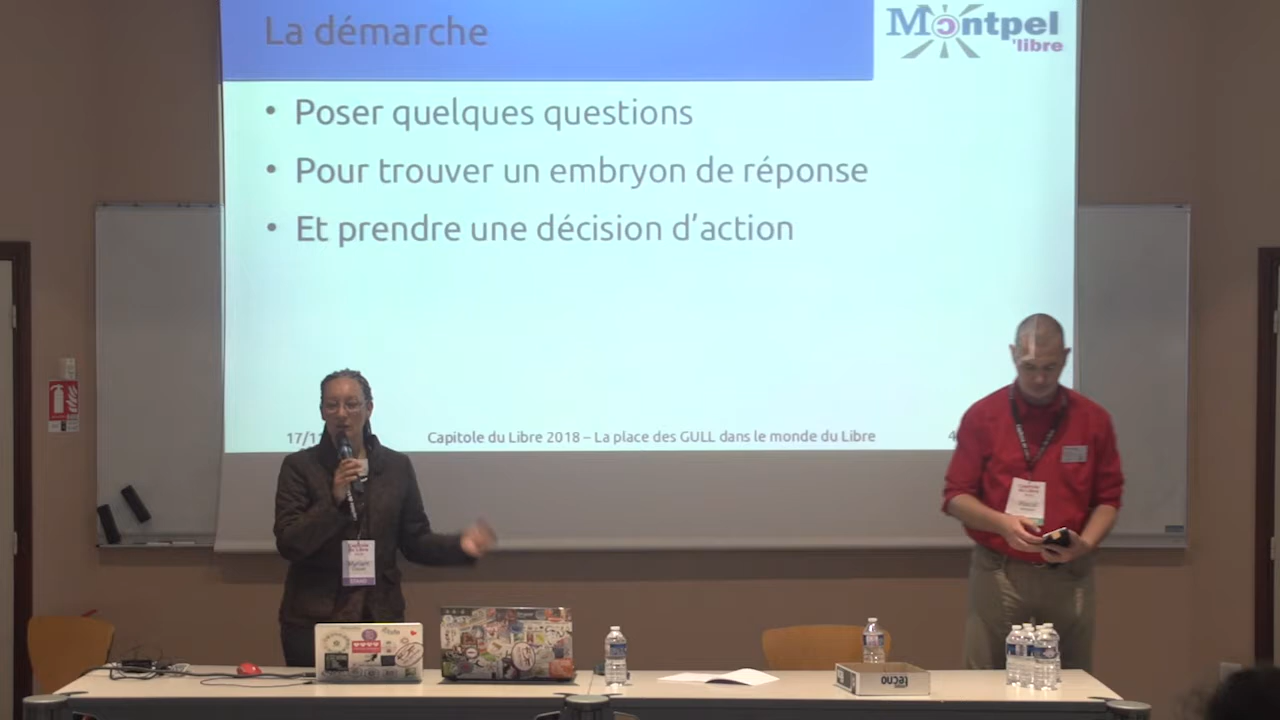 La démarche
Montpel
'libre
• Poser quelques questions
• Pour trouver un embryon de réponse
• Et prendre une décision d'action
Capitole du Libre 2018 – La place des GULL dans le monde du Libre
tecno